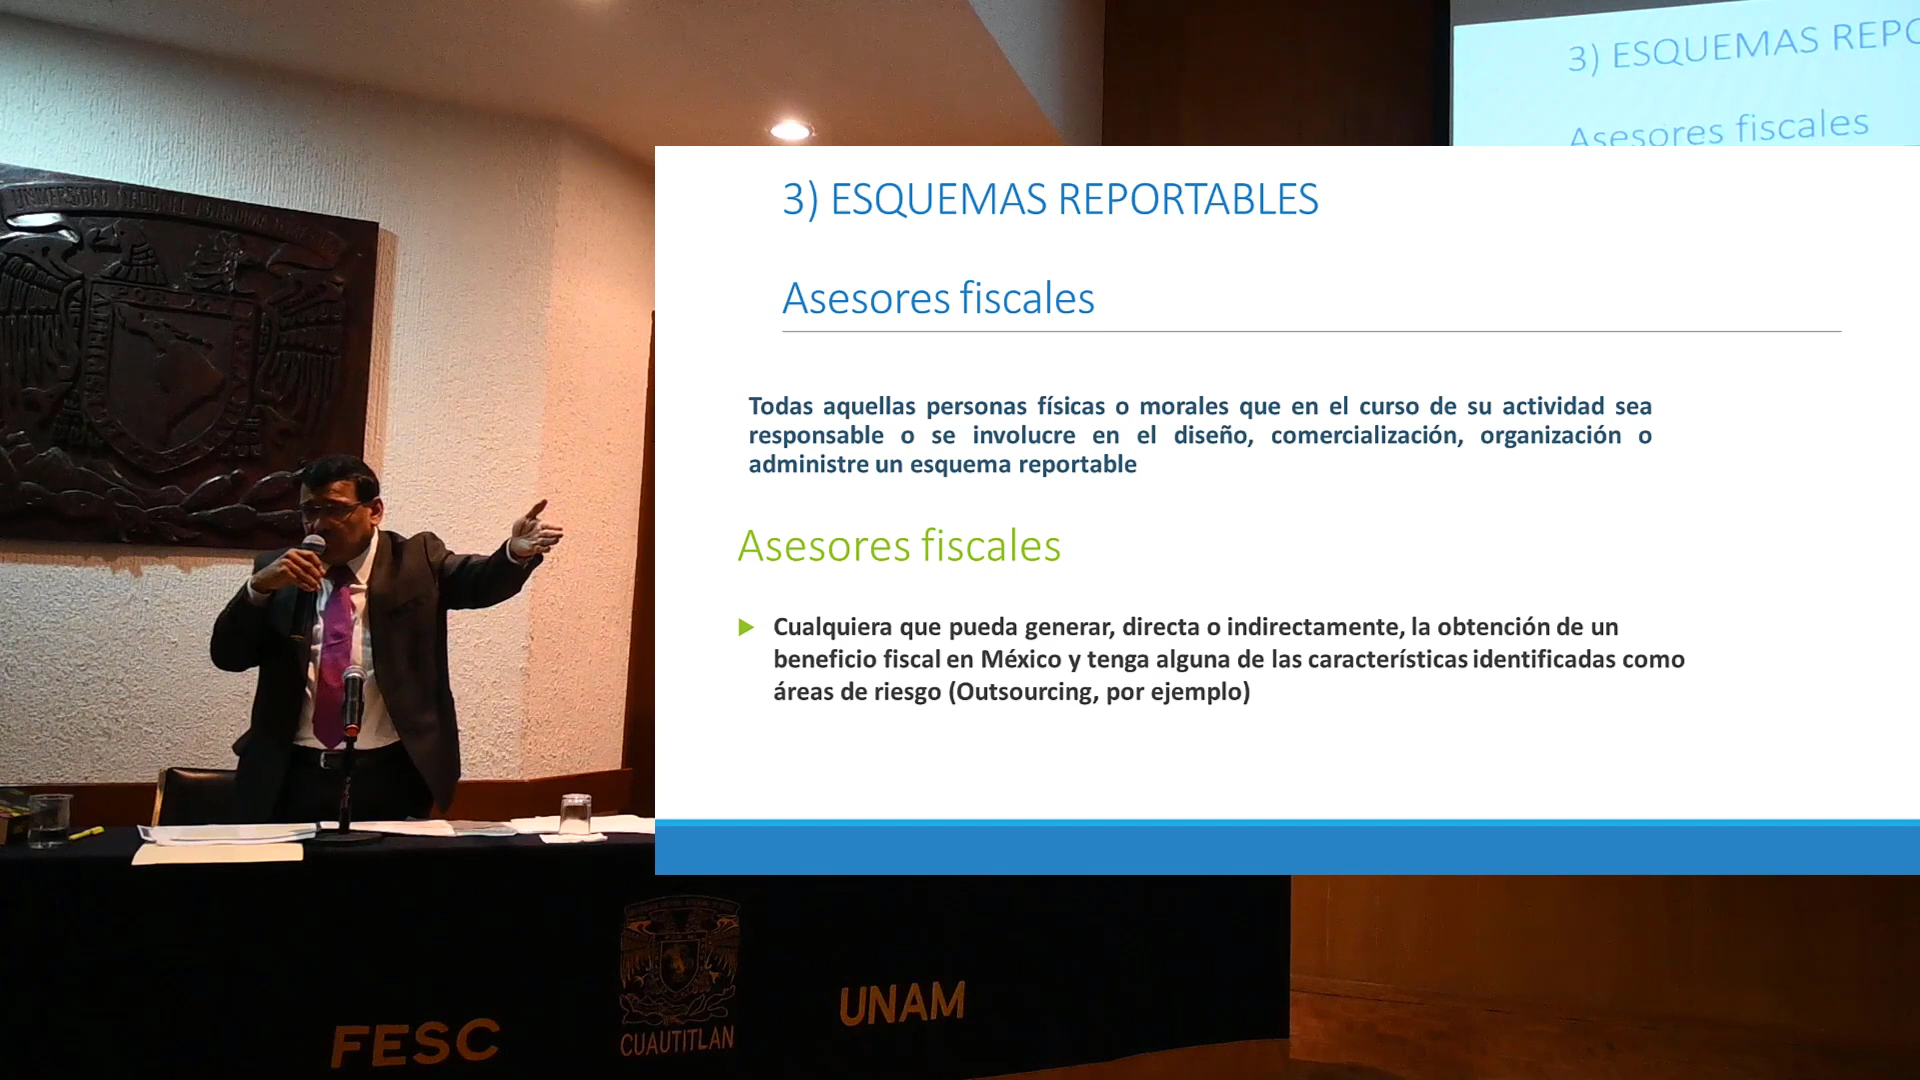 3) ESQUEMAS REPO
Asesores fiscales
3) ESQUEMAS REPORTABLES
Asesores fiscales
Todas aquellas personas físicas o morales que en el curso de su actividad sea
responsable o se involucre en el diseño, comercialización, organización o
administre un esquema reportable
Asesores fiscales
Cualquiera que pueda generar, directa o indirectamente, la obtención de un
beneficio fiscal en México y tenga alguna de las características identificadas como
áreas de riesgo (Outsourcing, por ejemplo)
FESC
CUAUTITLAN
UNAM